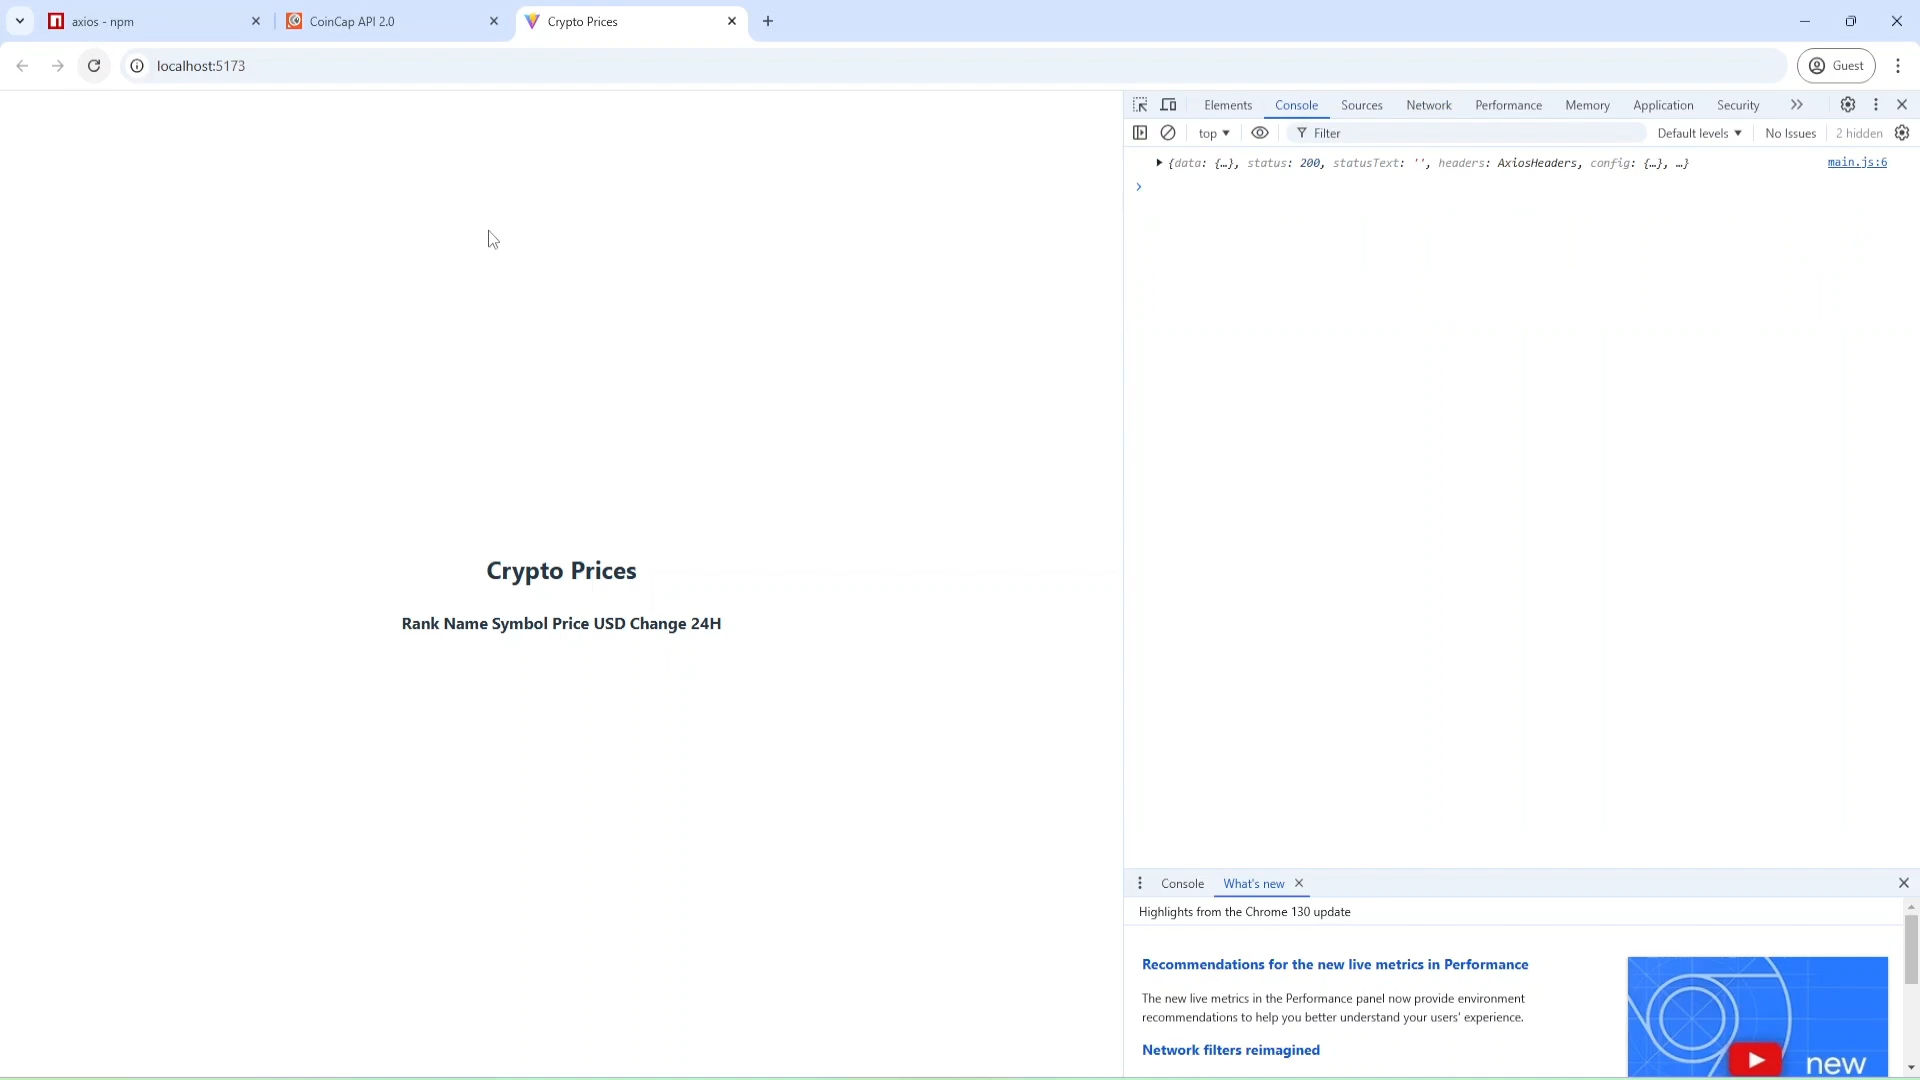 axios - npm
CoinCap API 2.0
Crypto Prices
localhost:5173
Guest
Elements Console Sources Network Performance Memory Application Security
top Filter Default levels No Issues 2 hidden
{data: {…}, status: 200, statusText: '', headers: AxiosHeaders, config: {…}, …} main.js:6
Crypto Prices
Rank Name Symbol Price USD Change 24H
Console What's new
Highlights from the Chrome 130 update
Recommendations for the new live metrics in Performance
The new live metrics in the Performance panel now provide environment
recommendations to help you better understand your users' experience.
Network filters reimagined
new